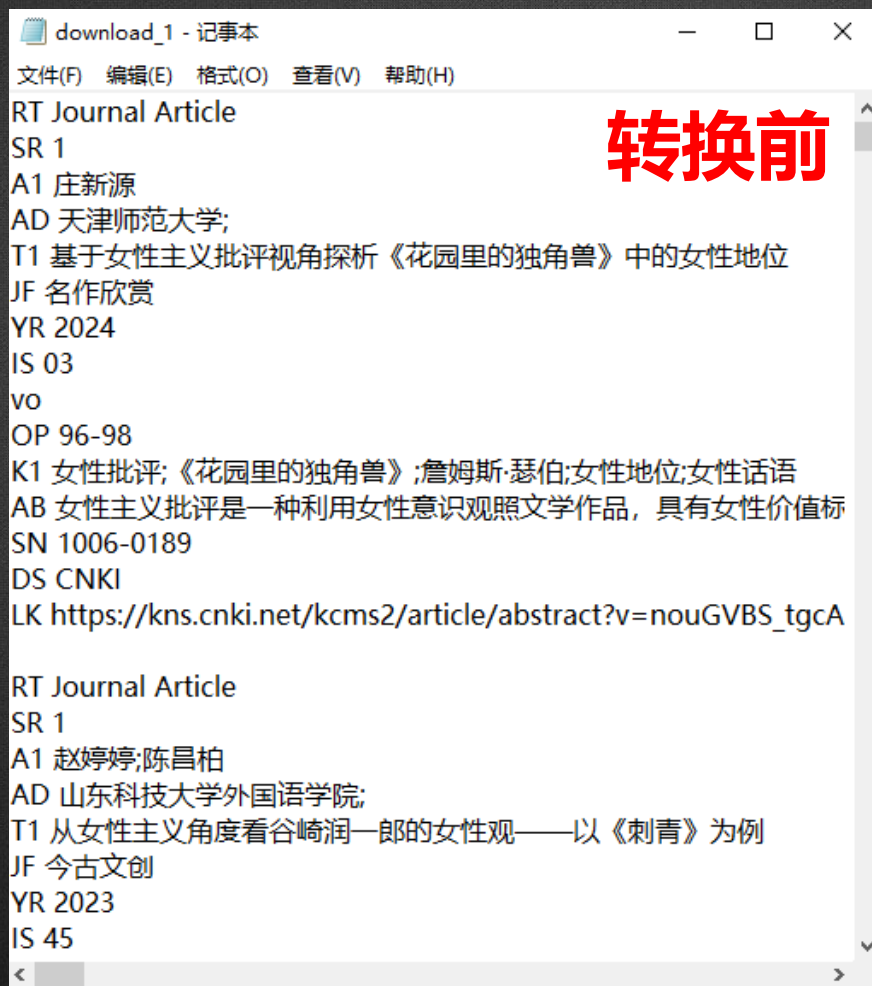 download_1 - 记事本
文件(F) 编辑(E) 格式(O) 查看(V) 帮助(H)
转换前
RT Journal Article
SR 1
A1 庄新源
AD 天津师范大学;
T1 基于女性主义批评视角探析《花园里的独角兽》中的女性地位
JF 名作欣赏
YR 2024
IS 03
vo
OP 96-98
K1 女性批评;《花园里的独角兽》;詹姆斯·瑟伯;女性地位;女性话语
AB 女性主义批评是一种利用女性意识观照文学作品，具有女性价值标
SN 1006-0189
DS CNKI
LK https://kns.cnki.net/kcms2/article/abstract?v=nouGVBS_tgcA
RT Journal Article
SR 1
A1 赵婷婷;陈昌柏
AD 山东科技大学外国语学院;
T1 从女性主义角度看谷崎润一郎的女性观——以《刺青》为例
JF 今古文创
YR 2023
IS 45